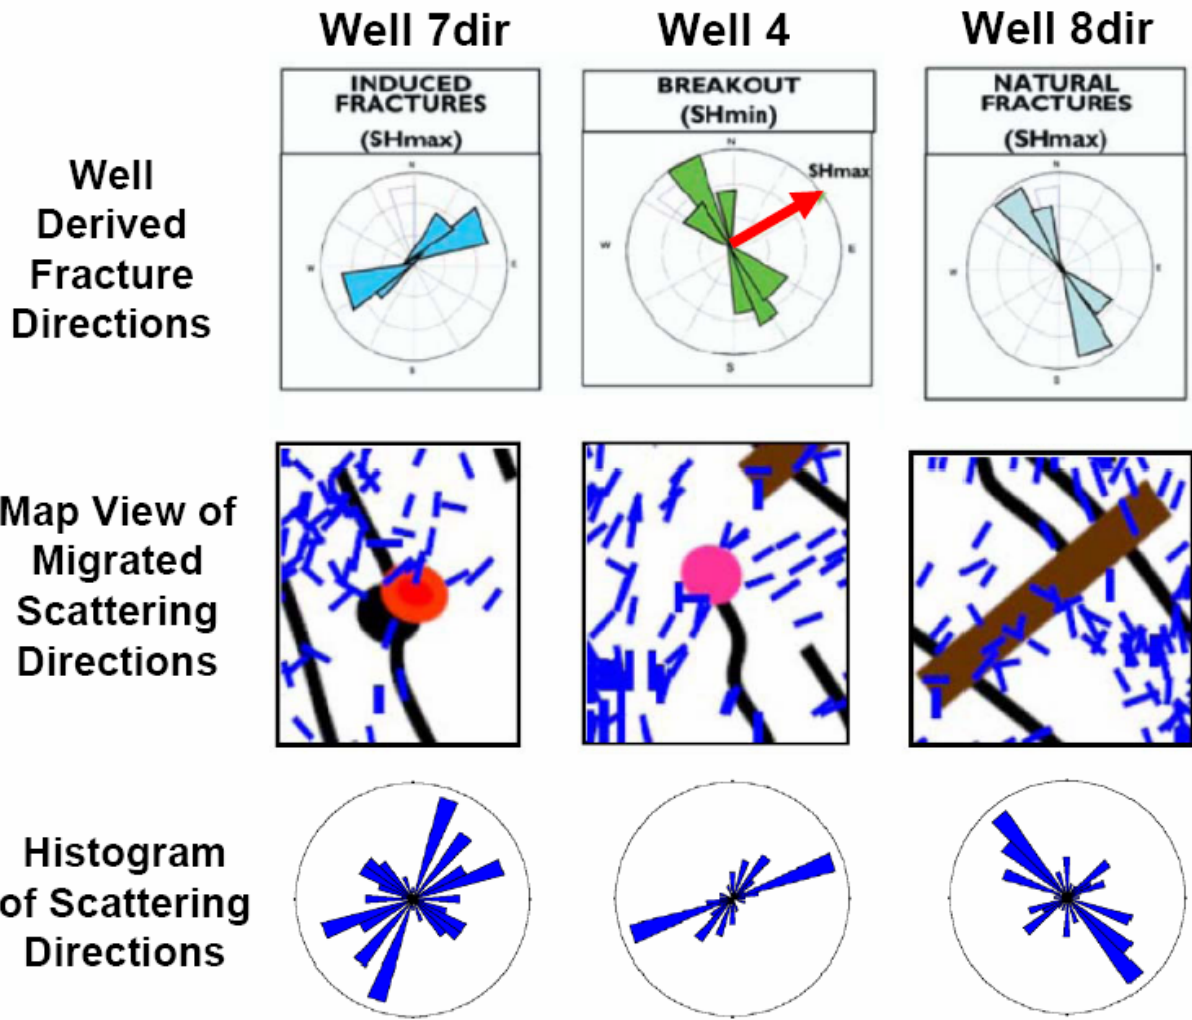 Well 7dir
Well 4
Well 8dir
INDUCED
FRACTURES
(SHmax)
BREAKOUT
(SHmin)
NATURAL
FRACTURES
(SHmax)
Well
Derived
Fracture
Directions
N
W
E
S
N
SHmax
W
E
S
N
W
E
S
Map View of
Migrated
Scattering
Directions
Histogram
of Scattering
Directions